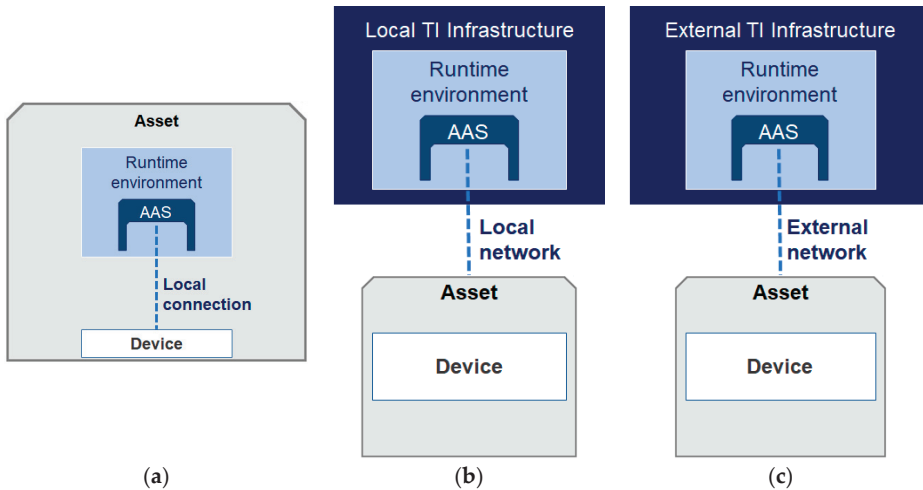 Asset
Runtime
environment
AAS
Local
connection
Device
(a)
Local TI Infrastructure
Runtime
environment
AAS
Local
network
Asset
Device
(b)
External TI Infrastructure
Runtime
environment
AAS
External
network
Asset
Device
(c)